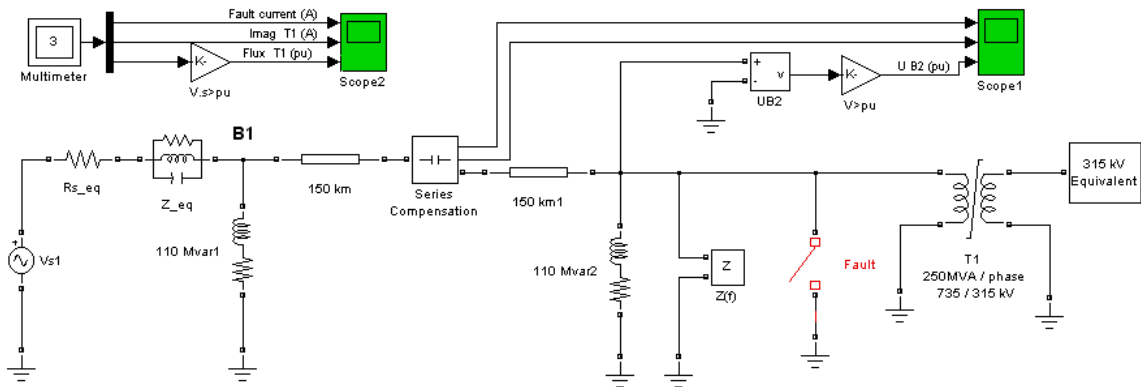 Fault current (A)
Imag T1 (A)
Flux T1 (pu)
3
Multimeter
K-
V.s>pu
Scope2
+
-
v
UB2
K-
V>pu
U B2 (pu)
Scope1
B1
Rs_eq
Z_eq
150 km
Series
Compensation
150 km1
315 kV
Equivalent
+
Vs1
110 Mvar1
110 Mvar2
Z
Z(f)
Fault
T1
250MVA / phase
735 / 315 kV